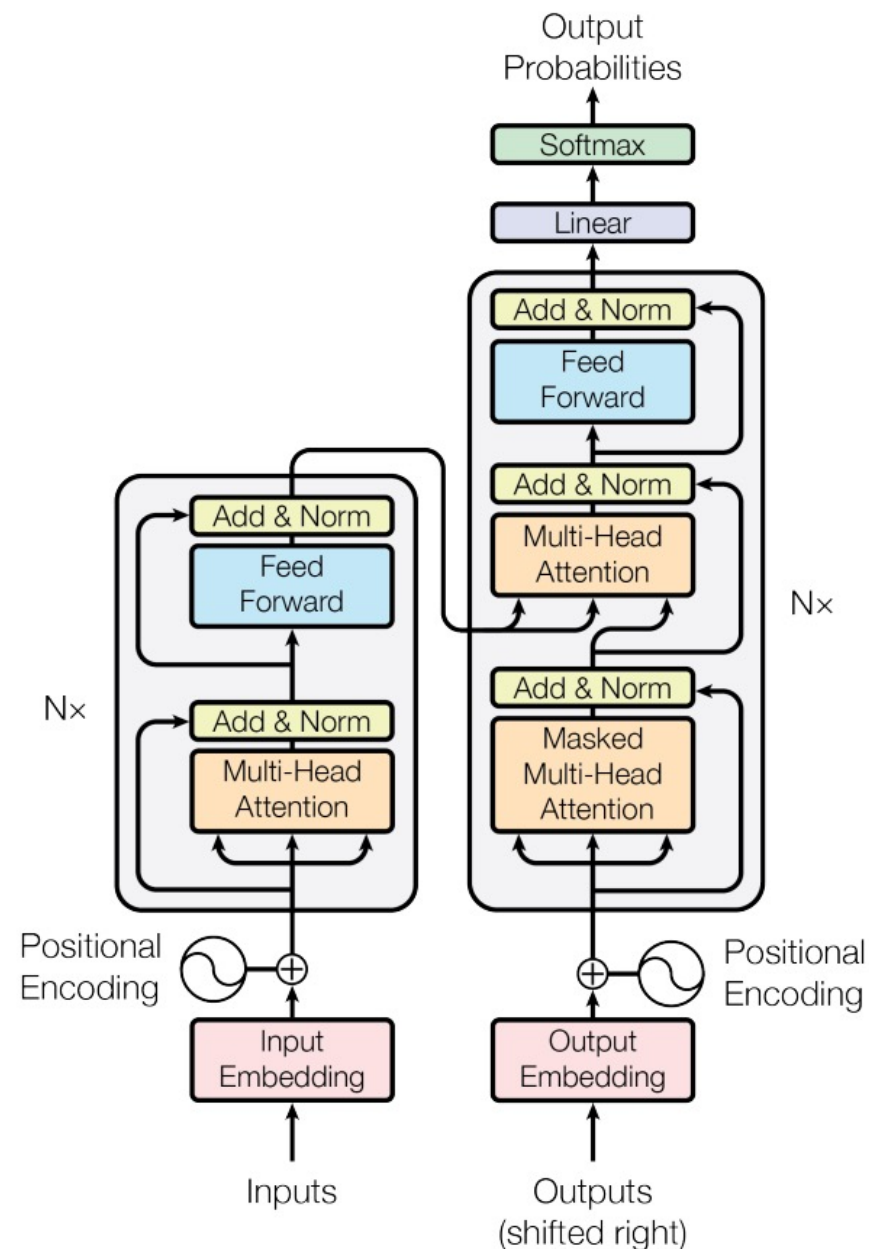 Output
Probabilities
Softmax
Linear
Add & Norm
Feed
Forward
Add & Norm
Multi-Head
Attention
Nx
Add & Norm
Masked
Multi-Head
Attention
Add & Norm
Feed
Forward
Nx
Add & Norm
Multi-Head
Attention
Positional
Encoding
Positional
Encoding
Input
Embedding
Output
Embedding
Inputs
Outputs
(shifted right)